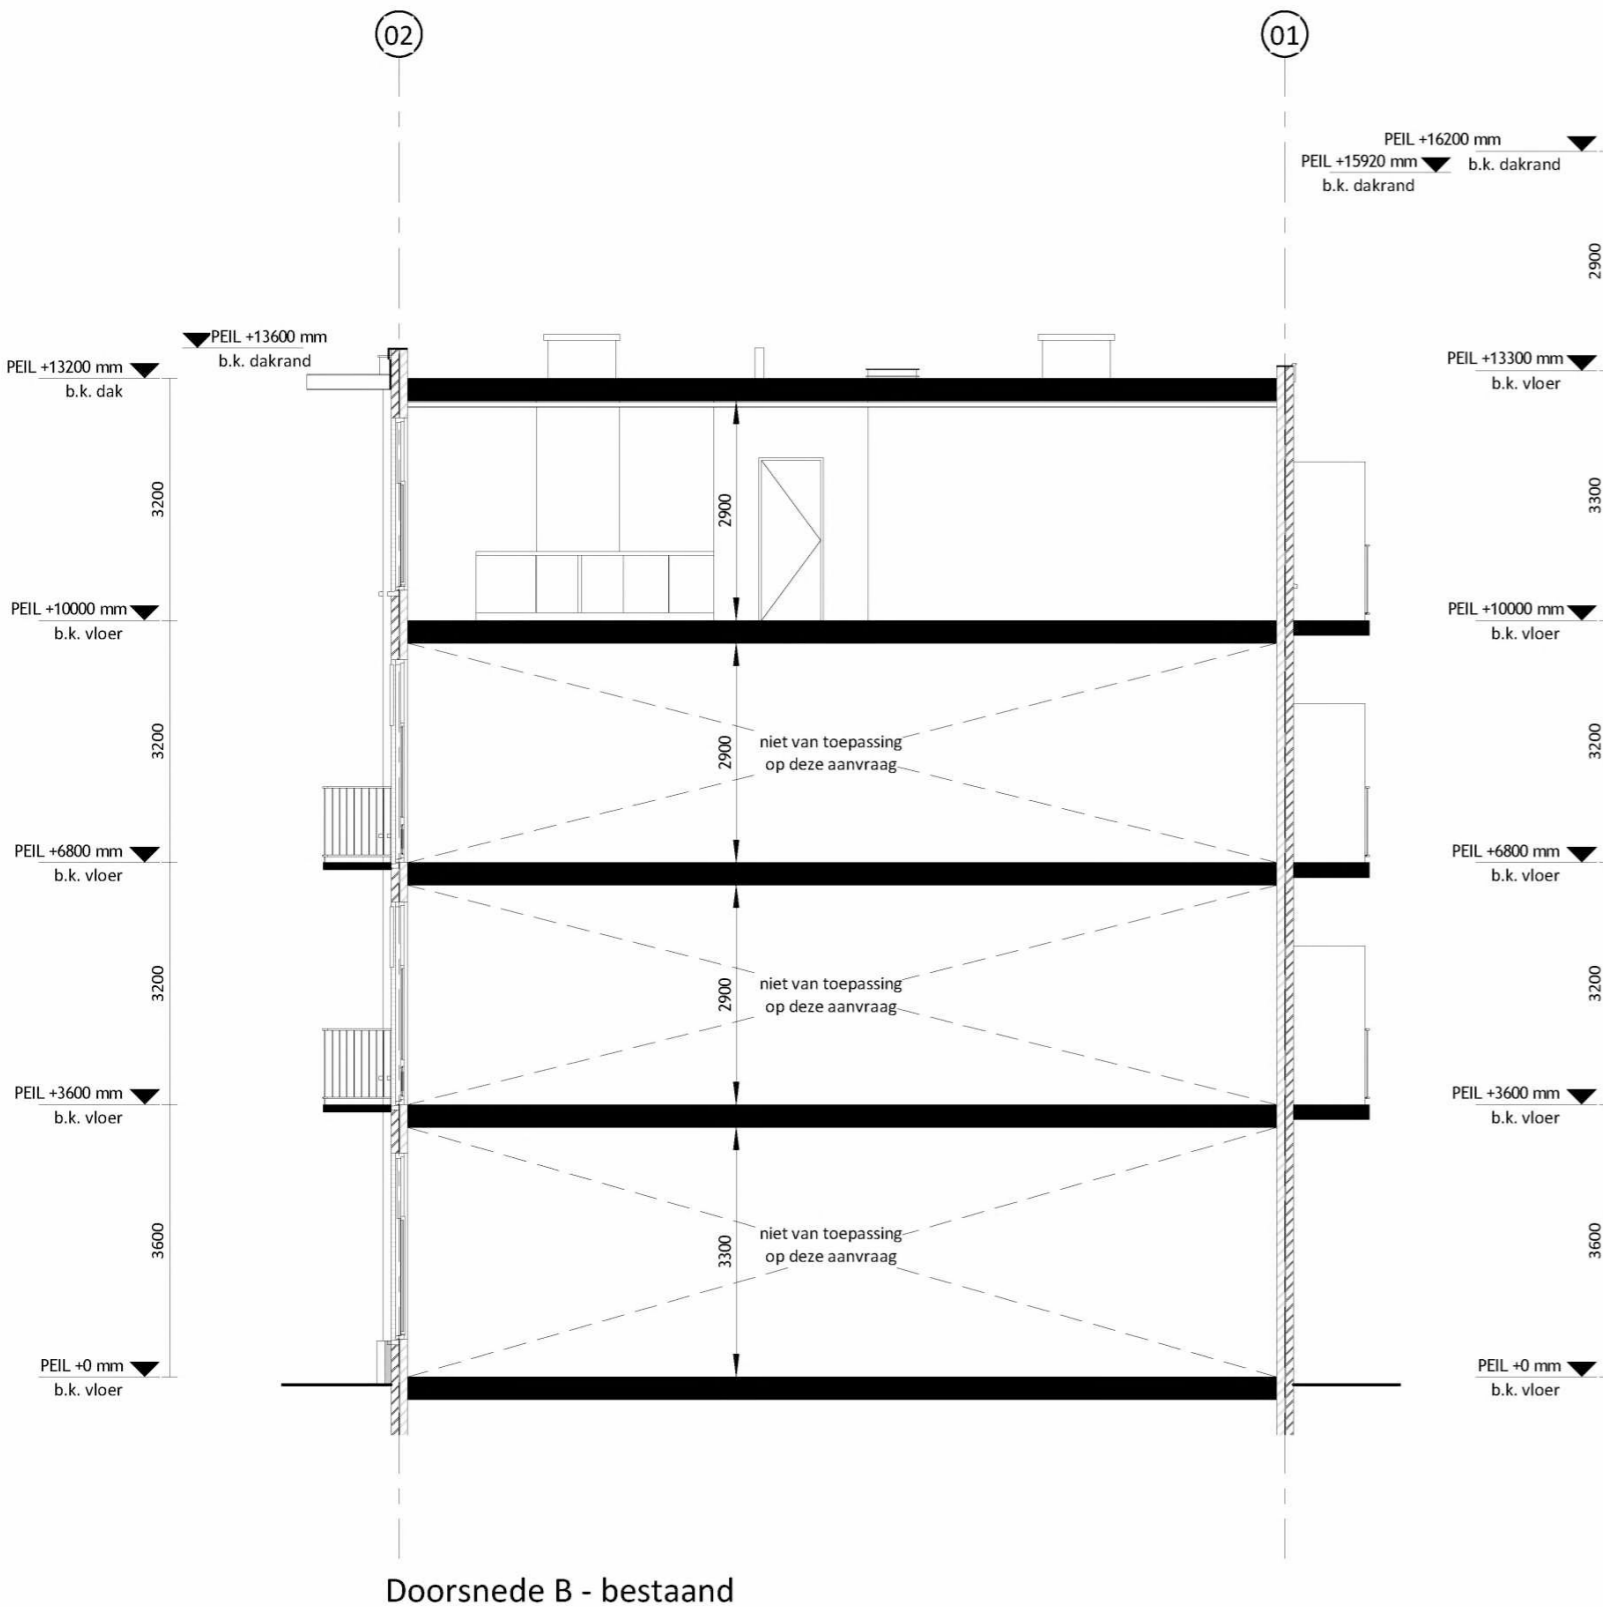 02
01
PEIL +16200 mm
b.k. dakrand
PEIL +15920 mm
b.k. dakrand
2900
PEIL +13600 mm
b.k. dakrand
PEIL +13200 mm
b.k. dak
PEIL +13300 mm
b.k. vloer
3200
2900
3300
PEIL +10000 mm
b.k. vloer
PEIL +10000 mm
b.k. vloer
3200
2900
niet van toepassing
op deze aanvraag
3200
PEIL +6800 mm
b.k. vloer
PEIL +6800 mm
b.k. vloer
3200
2900
niet van toepassing
op deze aanvraag
3200
PEIL +3600 mm
b.k. vloer
PEIL +3600 mm
b.k. vloer
3600
3300
niet van toepassing
op deze aanvraag
3600
PEIL +0 mm
b.k. vloer
PEIL +0 mm
b.k. vloer
Doorsnede B - bestaand